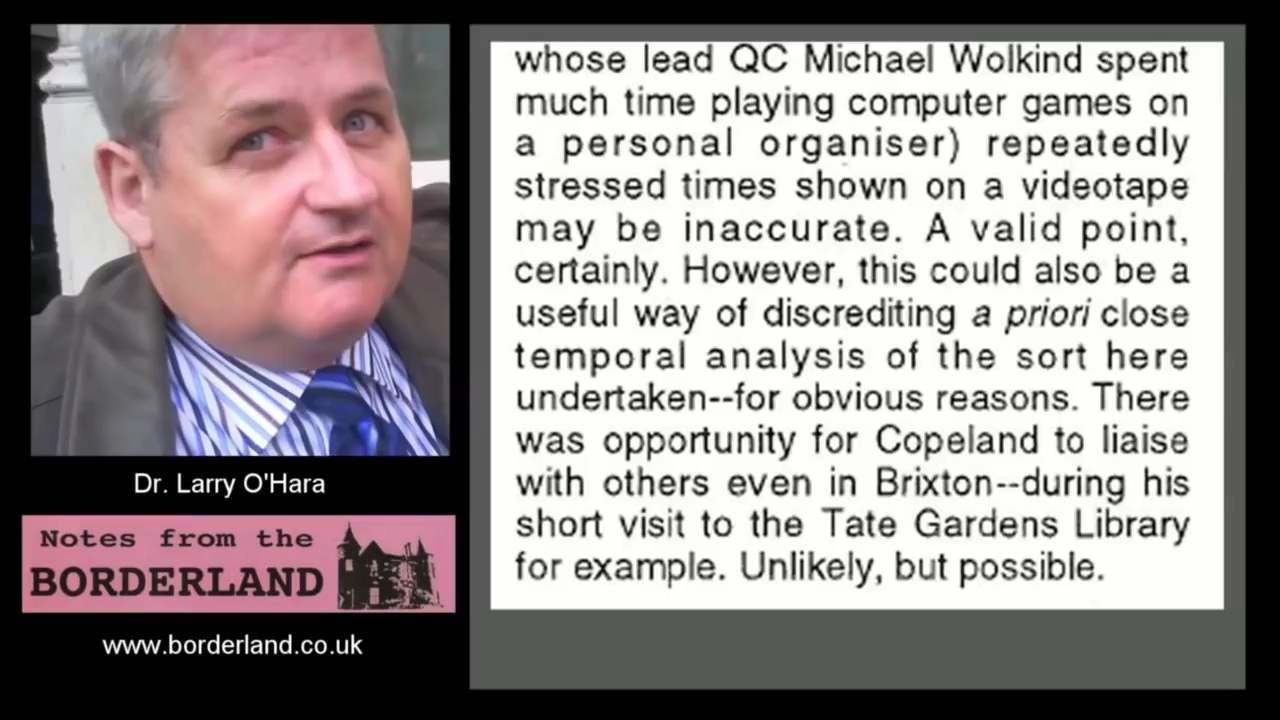 Dr. Larry O'Hara
Notes from the
BORDERLAND
www.borderland.co.uk
whose lead QC Michael Wolkind spent
much time playing computer games on
a personal organiser) repeatedly
stressed times shown on a videotape
may be inaccurate. A valid point,
certainly. However, this could also be a
useful way of discrediting a priori close
temporal analysis of the sort here
undertaken--for obvious reasons. There
was opportunity for Copeland to liaise
with others even in Brixton--during his
short visit to the Tate Gardens Library
for example. Unlikely, but possible.